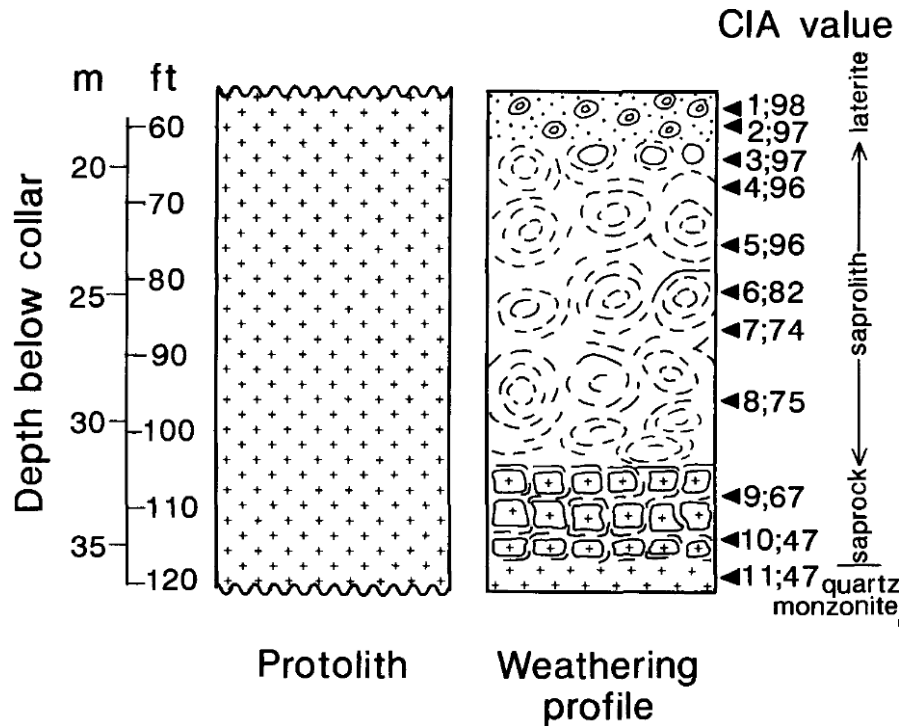 CIA value
m ft
Depth below collar
60
20
70
80
25
90
30
100
110
35
120
1;98
2;97
3;97
4;96
5;96
6;82
7;74
8;75
9;67
10;47
11;47
laterite
saprolith
saprock
quartz
monzonite
Protolith
Weathering
profile